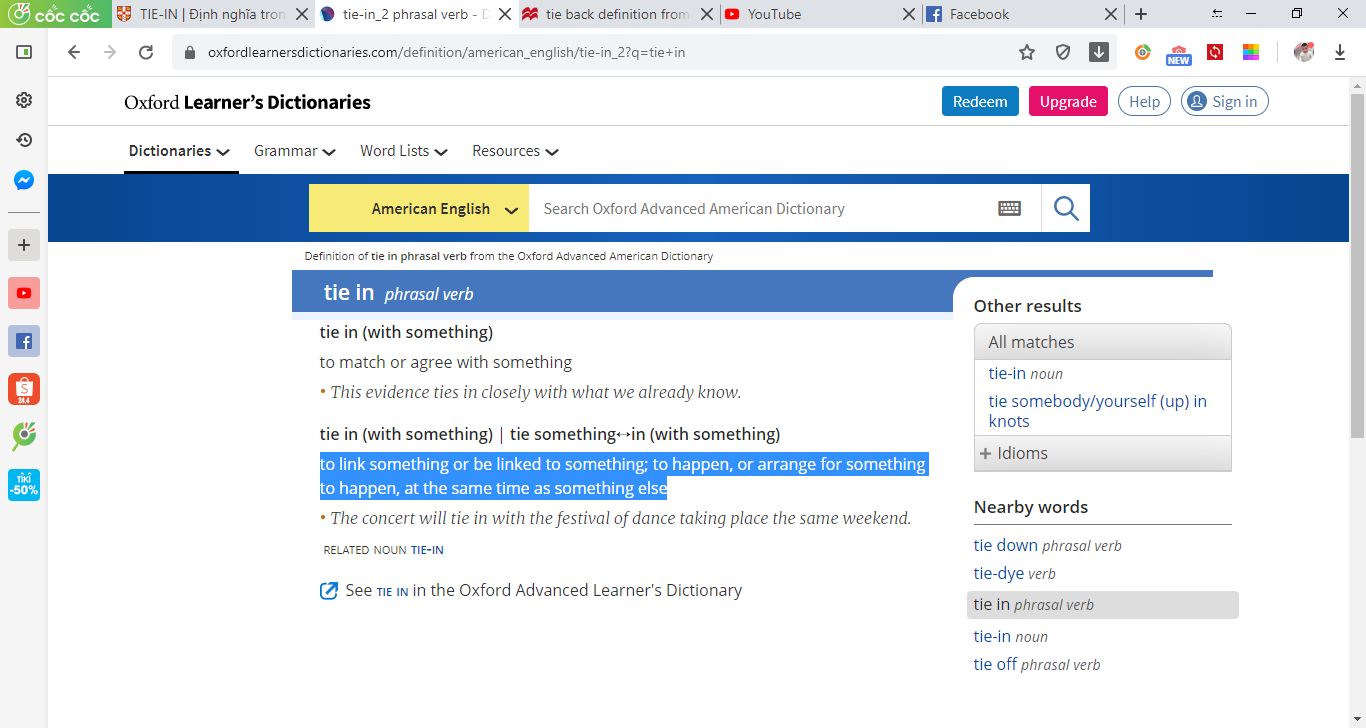 cốc cốc
TIE-IN | Định nghĩa tron
tie-in_2 phrasal verb - D
tie back definition from
YouTube
Facebook
oxfordlearnersdictionaries.com/definition/american_english/tie-in_2?q=tie+in
NEW
Oxford Learner's Dictionaries
Redeem
Upgrade
Help
Sign in
Dictionaries
Grammar
Word Lists
Resources
American English
Search Oxford Advanced American Dictionary
Definition of tie in phrasal verb from the Oxford Advanced American Dictionary
tie in phrasal verb
tie in (with something)
to match or agree with something
• This evidence ties in closely with what we already know.
tie in (with something) | tie something↔in (with something)
to link something or be linked to something; to happen, or arrange for something
to happen, at the same time as something else
• The concert will tie in with the festival of dance taking place the same weekend.
RELATED NOUN TIE-IN
See TIE IN in the Oxford Advanced Learner's Dictionary
Other results
All matches
tie-in noun
tie somebody/yourself (up) in
knots
+ Idioms
Nearby words
tie down phrasal verb
tie-dye verb
tie in phrasal verb
tie-in noun
tie off phrasal verb
S
24.4
TIKI
-50%